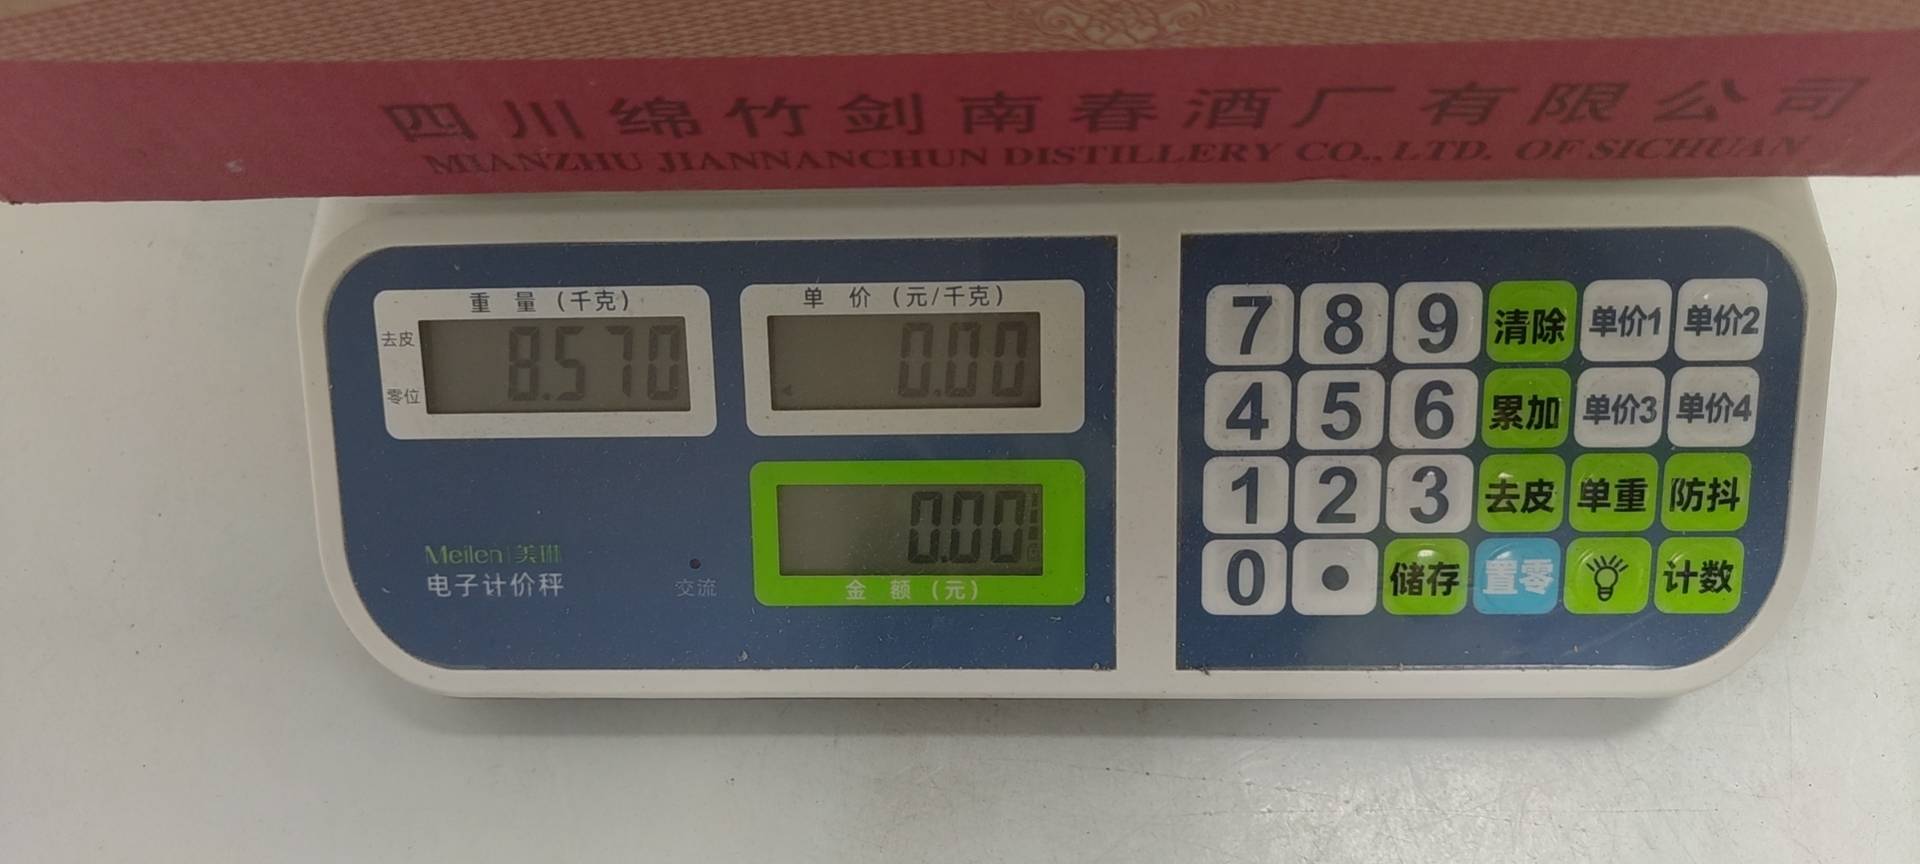 四川绵竹剑南春酒厂有限公司
MIANZHU JIANNANCHUN DISTILLERY CO.,LTD. OF SICHUAN
重量(千克)
单价(元/千克)
去皮
零位
8.570
0.00
0.00
金额(元)
Meilen|美琳
电子计价秤
交流
7 8 9 清除 单价1 单价2
4 5 6 累加 单价3 单价4
1 2 3 去皮 单重 防抖
0 • 储存 置零 计数